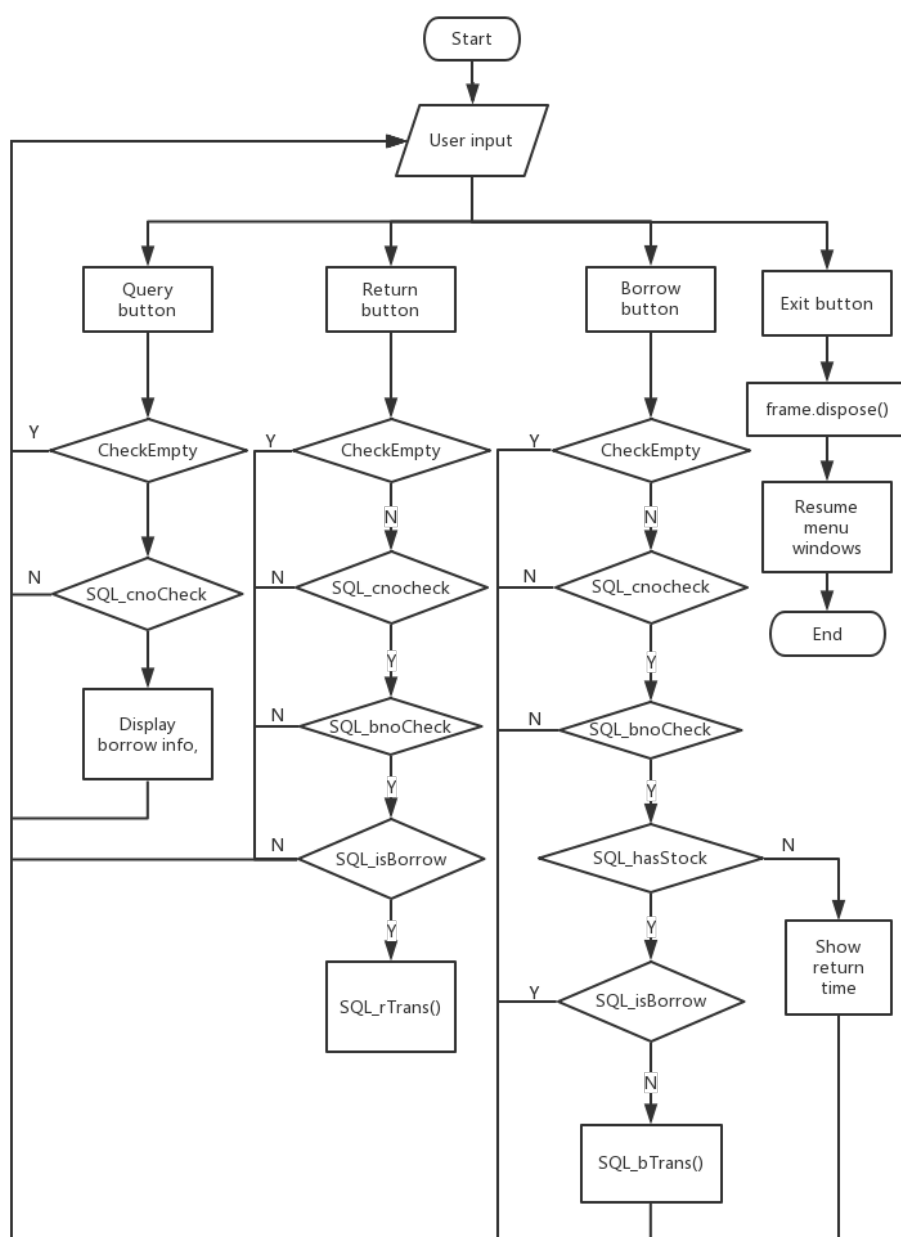 Start
User input
Query
button
Return
button
Borrow
button
Exit button
frame.dispose()
Y
CheckEmpty
Y
CheckEmpty
Y
CheckEmpty
Resume
menu
windows
N
N
N
SQL_cnoCheck
N
SQL_cnocheck
N
SQL_cnocheck
End
Y
Y
Display
borrow info,
N
SQL_bnoCheck
N
SQL_bnoCheck
Y
Y
N
SQL_isBorrow
SQL_hasStock
N
Y
Y
Show
return
time
SQL_rTrans()
Y
SQL_isBorrow
N
SQL_bTrans()